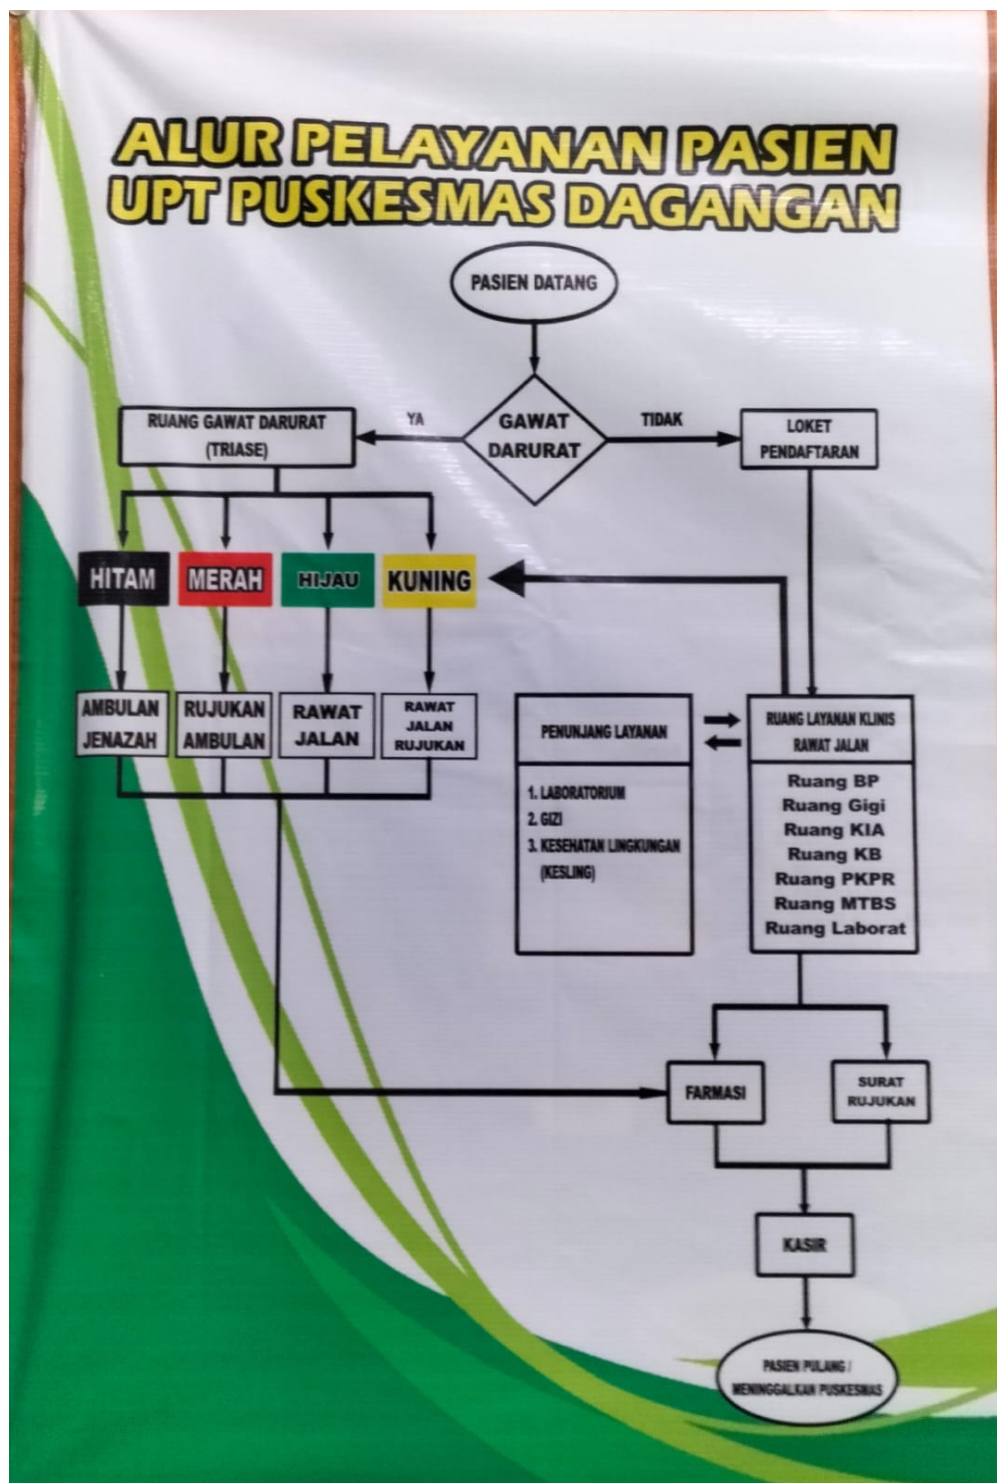 ALUR PELAYANAN PASIEN
UPT PUSKESMAS DAGANGAN
PASIEN DATANG
GAWAT
DARURAT
YA
TIDAK
RUANG GAWAT DARURAT
(TRIASE)
LOKET
PENDAFTARAN
HITAM
MERAH
HIJAU
KUNING
AMBULAN
JENAZAH
RUJUKAN
AMBULAN
RAWAT
JALAN
RAWAT
JALAN
RUJUKAN
PENUNJANG LAYANAN
1. LABORATORIUM
2. GIZI
3. KESEHATAN LINGKUNGAN
(KESLING)
RUANG LAYANAN KLINIS
RAWAT JALAN
Ruang BP
Ruang Gigi
Ruang KIA
Ruang KB
Ruang PKPR
Ruang MTBS
Ruang Laborat
FARMASI
SURAT
RUJUKAN
KASIR
PASIEN PULANG /
MENINGGALKAN PUSKESMAS